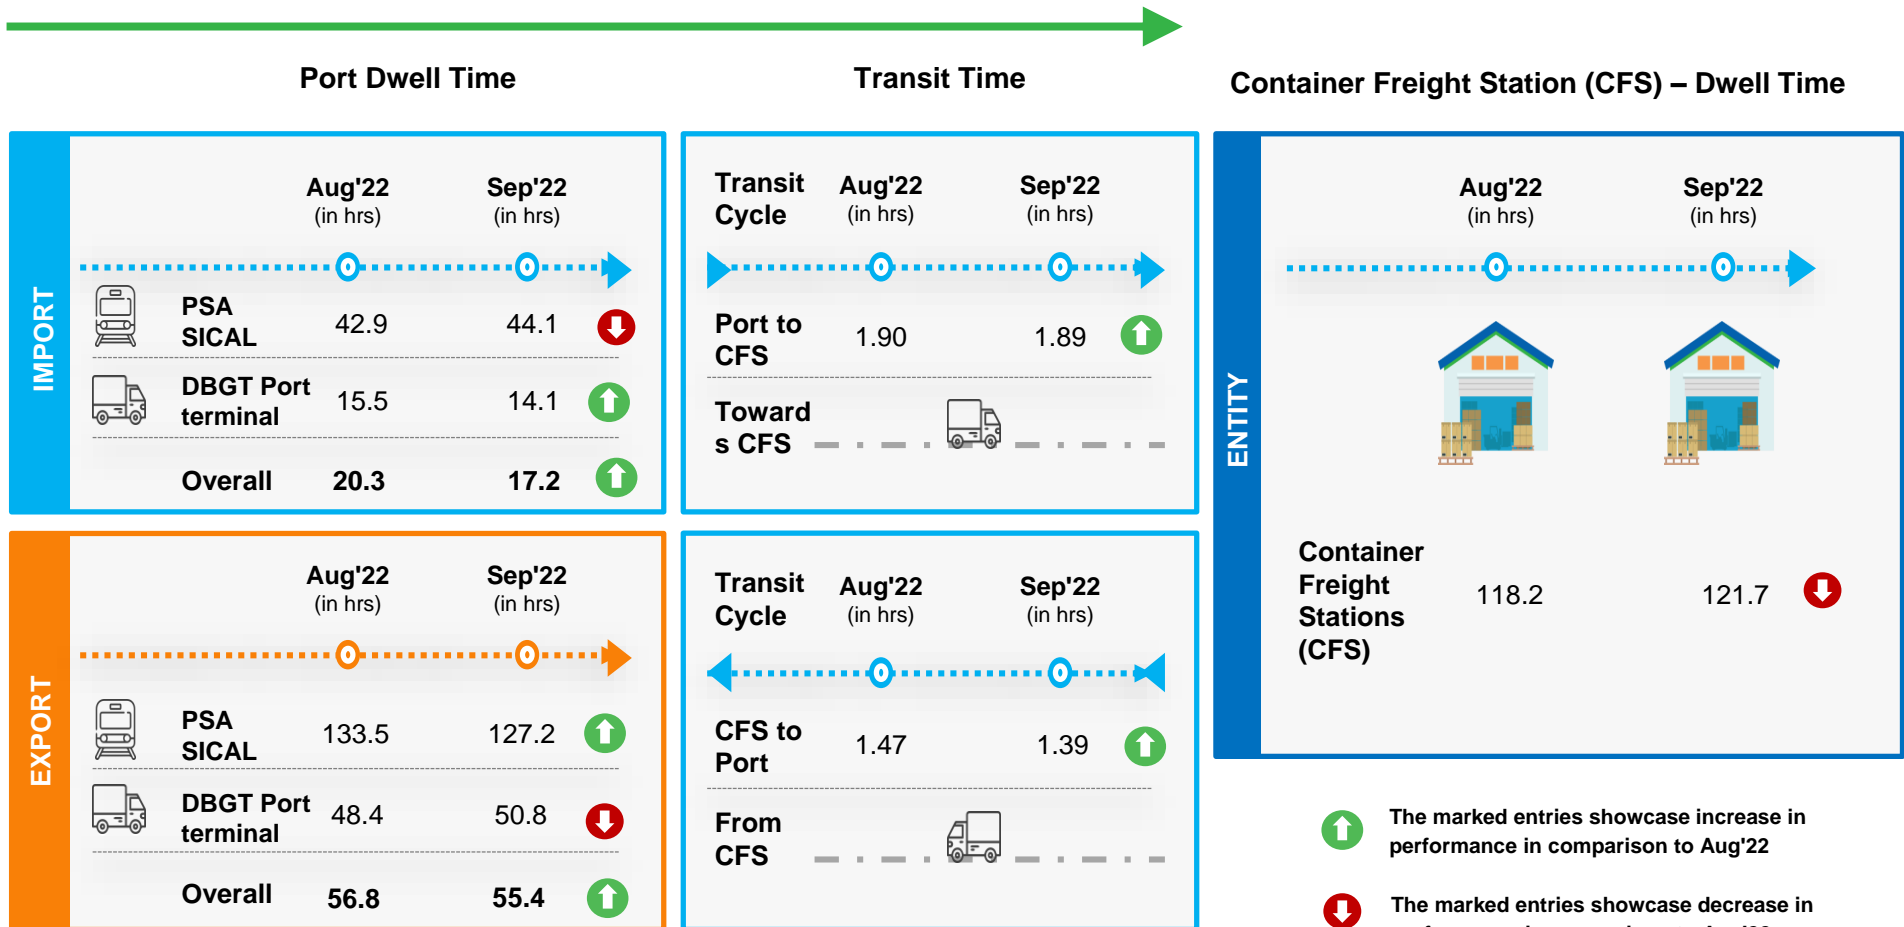 Port Dwell Time
Transit Time
Container Freight Station (CFS) – Dwell Time
IMPORT
Aug'22
(in hrs)
Sep'22
(in hrs)
PSA
SICAL
42.9
44.1
DBGT Port
terminal
15.5
14.1
Overall
20.3
17.2
Transit
Cycle
Aug'22
(in hrs)
Sep'22
(in hrs)
Port to
CFS
1.90
1.89
Toward
s CFS
ENTITY
Aug'22
(in hrs)
Sep'22
(in hrs)
Container
Freight
Stations
(CFS)
118.2
121.7
EXPORT
Aug'22
(in hrs)
Sep'22
(in hrs)
PSA
SICAL
133.5
127.2
DBGT Port
terminal
48.4
50.8
Overall
56.8
55.4
Transit
Cycle
Aug'22
(in hrs)
Sep'22
(in hrs)
CFS to
Port
1.47
1.39
From
CFS
The marked entries showcase increase in
performance in comparison to Aug'22
The marked entries showcase decrease in